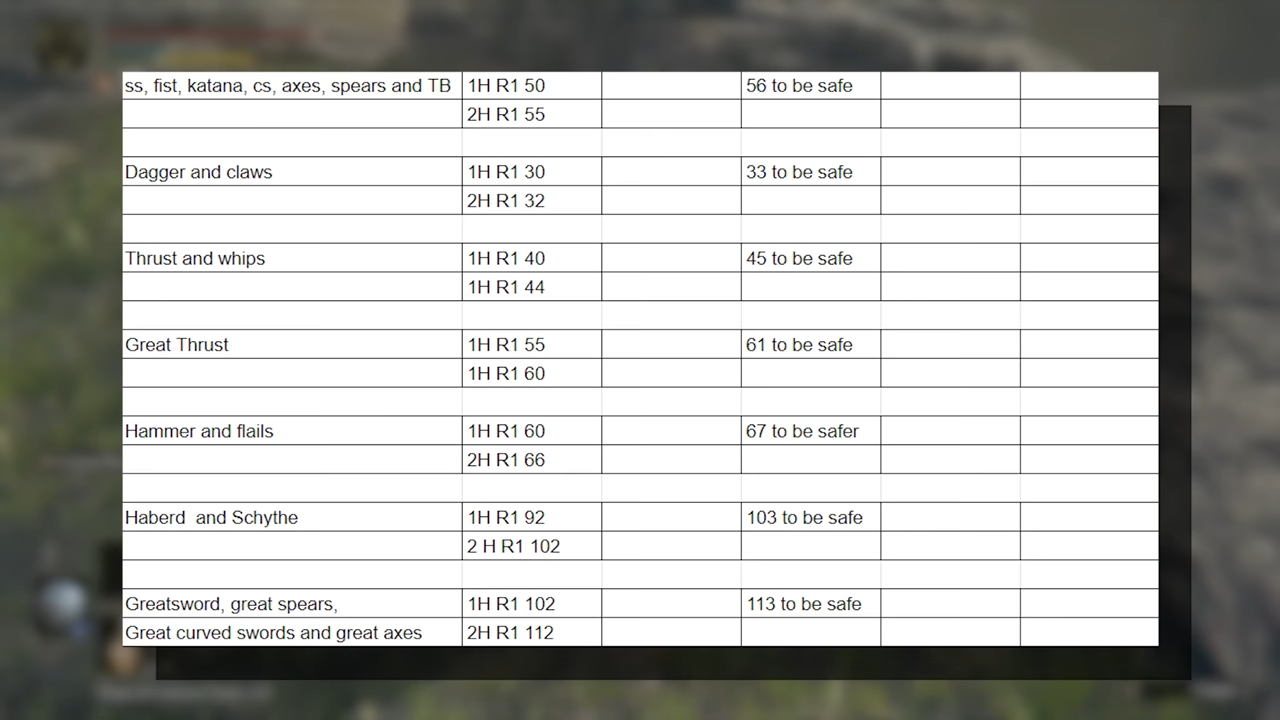 ss, fist, katana, cs, axes, spears and TB 1H R1 50 56 to be safe
2H R1 55
Dagger and claws 1H R1 30 33 to be safe
2H R1 32
Thrust and whips 1H R1 40 45 to be safe
1H R1 44
Great Thrust 1H R1 55 61 to be safe
1H R1 60
Hammer and flails 1H R1 60 67 to be safer
2H R1 66
Haberd and Schythe 1H R1 92 103 to be safe
2 H R1 102
Greatsword, great spears, 1H R1 102 113 to be safe
Great curved swords and great axes 2H R1 112